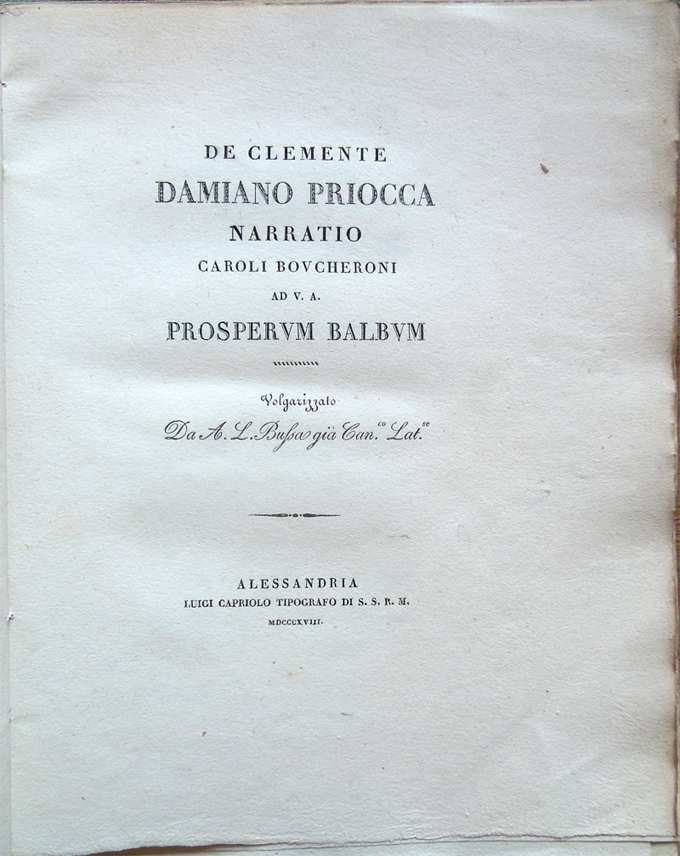 DE CLEMENTE
DAMIANO PRIOCCA
NARRATIO
CAROLI BOVCHERONI
AD V. A.
PROSPERVM BALBVM
Volgarizzato
Da A. L. Buſsa già Can.co Lat.se
ALESSANDRIA
LUIGI CAPRIOLO TIPOGRAFO DI S. S. R. M.
MDCCCXVIII.